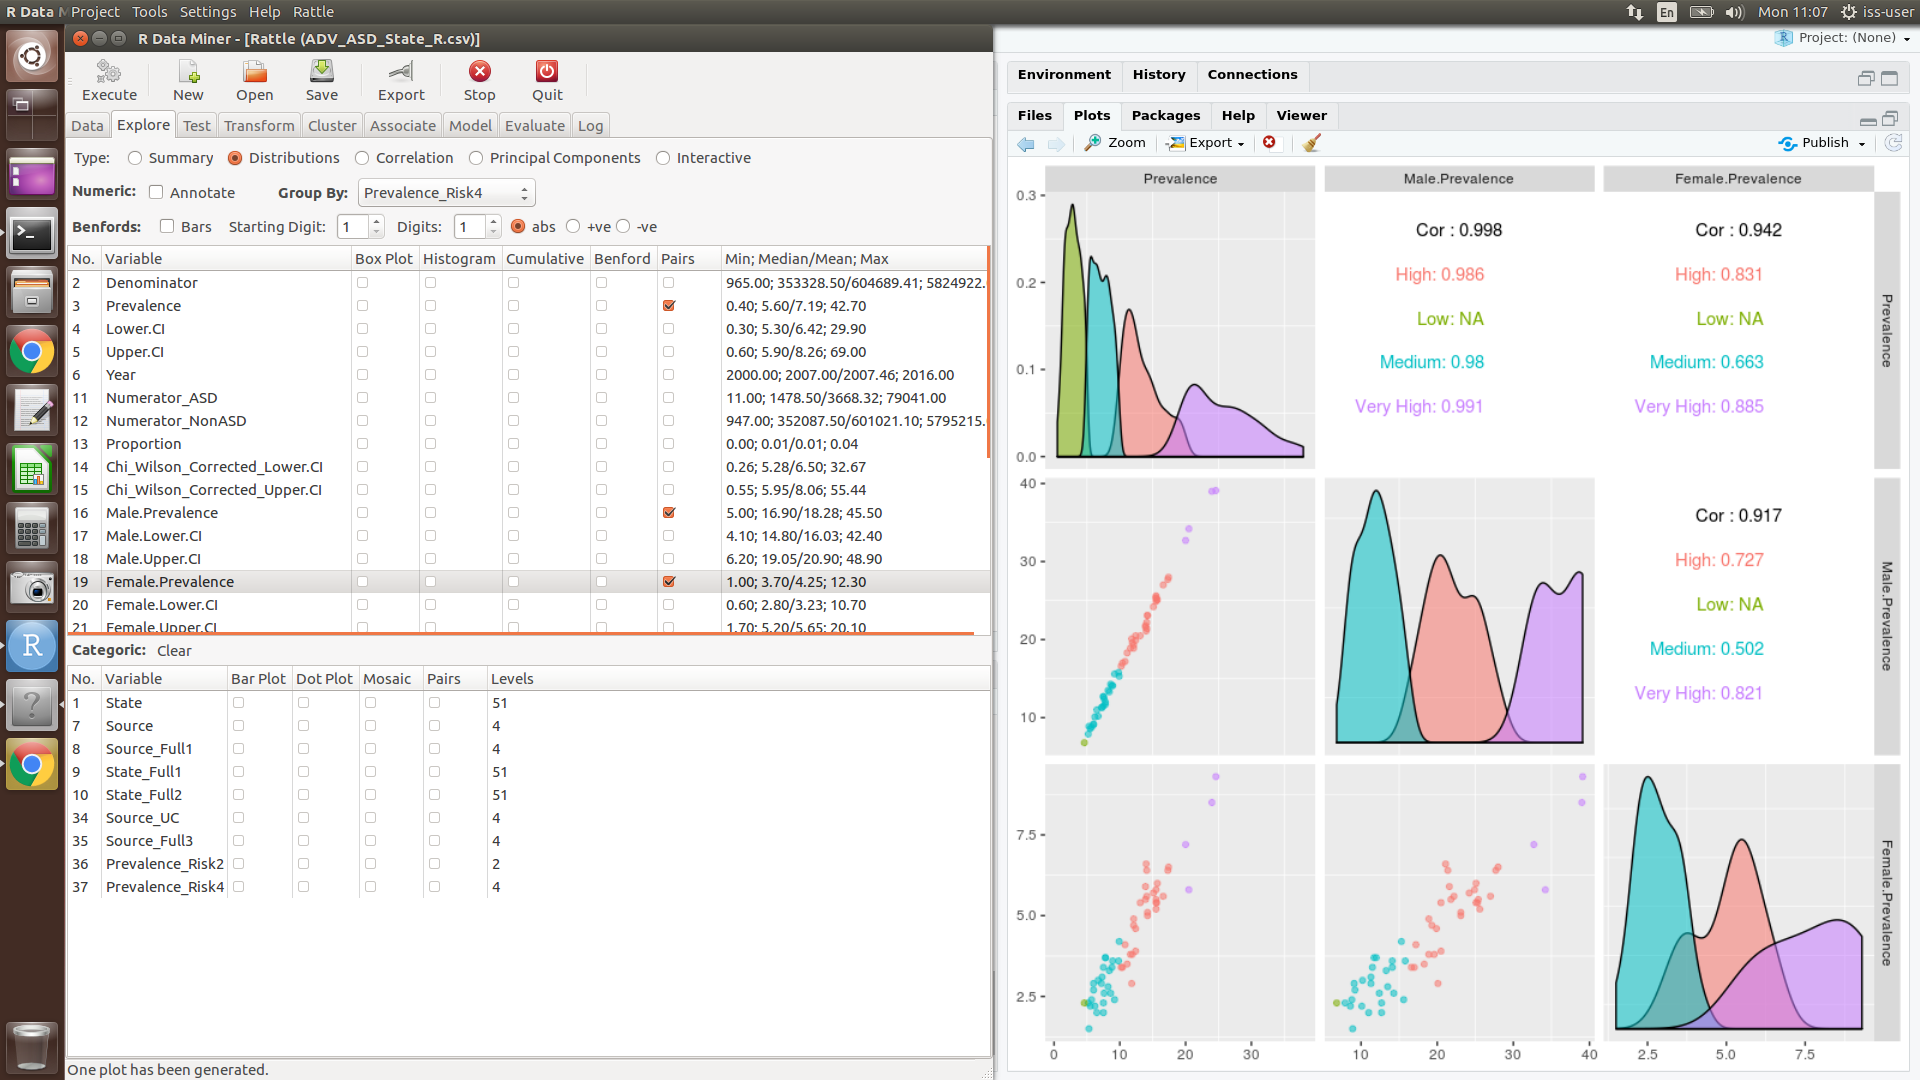 R Data M Project Tools Settings Help Rattle En Mon 11:07 iss-user
R Data Miner - [Rattle (ADV_ASD_State_R.csv)]
Project: (None)
Execute New Open Save Export Stop Quit
Environment History Connections
Data Explore Test Transform Cluster Associate Model Evaluate Log
Files Plots Packages Help Viewer
Zoom Export Publish
Type: Summary Distributions Correlation Principal Components Interactive
Numeric: Annotate Group By: Prevalence_Risk4
Benfords: Bars Starting Digit: 1 Digits: 1 abs +ve -ve
No. Variable Box Plot Histogram Cumulative Benford Pairs Min; Median/Mean; Max
2 Denominator 965.00; 353328.50/604689.41; 5824922.
3 Prevalence 0.40; 5.60/7.19; 42.70
4 Lower.CI 0.30; 5.30/6.42; 29.90
5 Upper.CI 0.60; 5.90/8.26; 69.00
6 Year 2000.00; 2007.00/2007.46; 2016.00
11 Numerator_ASD 11.00; 1478.50/3668.32; 79041.00
12 Numerator_NonASD 947.00; 352087.50/601021.10; 5795215.
13 Proportion 0.00; 0.01/0.01; 0.04
14 Chi_Wilson_Corrected_Lower.CI 0.26; 5.28/6.50; 32.67
15 Chi_Wilson_Corrected_Upper.CI 0.55; 5.95/8.06; 55.44
16 Male.Prevalence 5.00; 16.90/18.28; 45.50
17 Male.Lower.CI 4.10; 14.80/16.03; 42.40
18 Male.Upper.CI 6.20; 19.05/20.90; 48.90
19 Female.Prevalence 1.00; 3.70/4.25; 12.30
20 Female.Lower.CI 0.60; 2.80/3.23; 10.70
21 Female.Upper.CI 1.70; 5.20/5.65; 20.10
Categoric: Clear
No. Variable Bar Plot Dot Plot Mosaic Pairs Levels
1 State 51
7 Source 4
8 Source_Full1 4
9 State_Full1 51
10 State_Full2 51
34 Source_UC 4
35 Source_Full3 4
36 Prevalence_Risk2 2
37 Prevalence_Risk4 4
One plot has been generated.
Prevalence Male.Prevalence Female.Prevalence
0.3
0.2
0.1
0.0
Cor : 0.998
High: 0.986
Low: NA
Medium: 0.98
Very High: 0.991
Cor : 0.942
High: 0.831
Low: NA
Medium: 0.663
Very High: 0.885
Prevalence
40
30
20
10
Cor : 0.917
High: 0.727
Low: NA
Medium: 0.502
Very High: 0.821
Male.Prevalence
7.5
5.0
2.5
Female.Prevalence
0 10 20 30 10 20 30 40 2.5 5.0 7.5